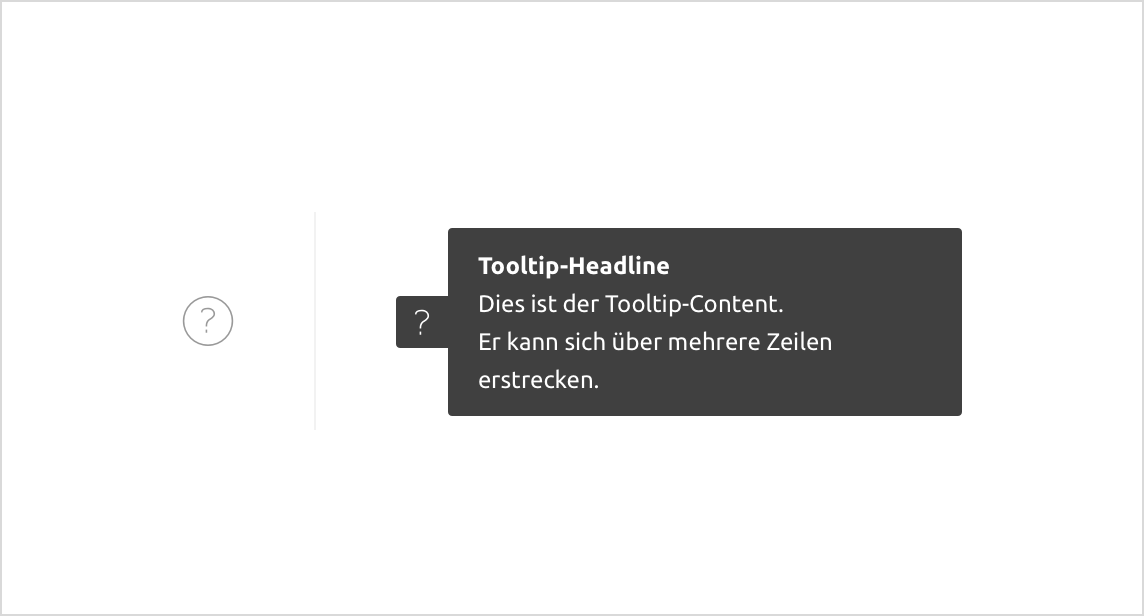 ?
? Tooltip-Headline
Dies ist der Tooltip-Content.
Er kann sich über mehrere Zeilen
erstrecken.